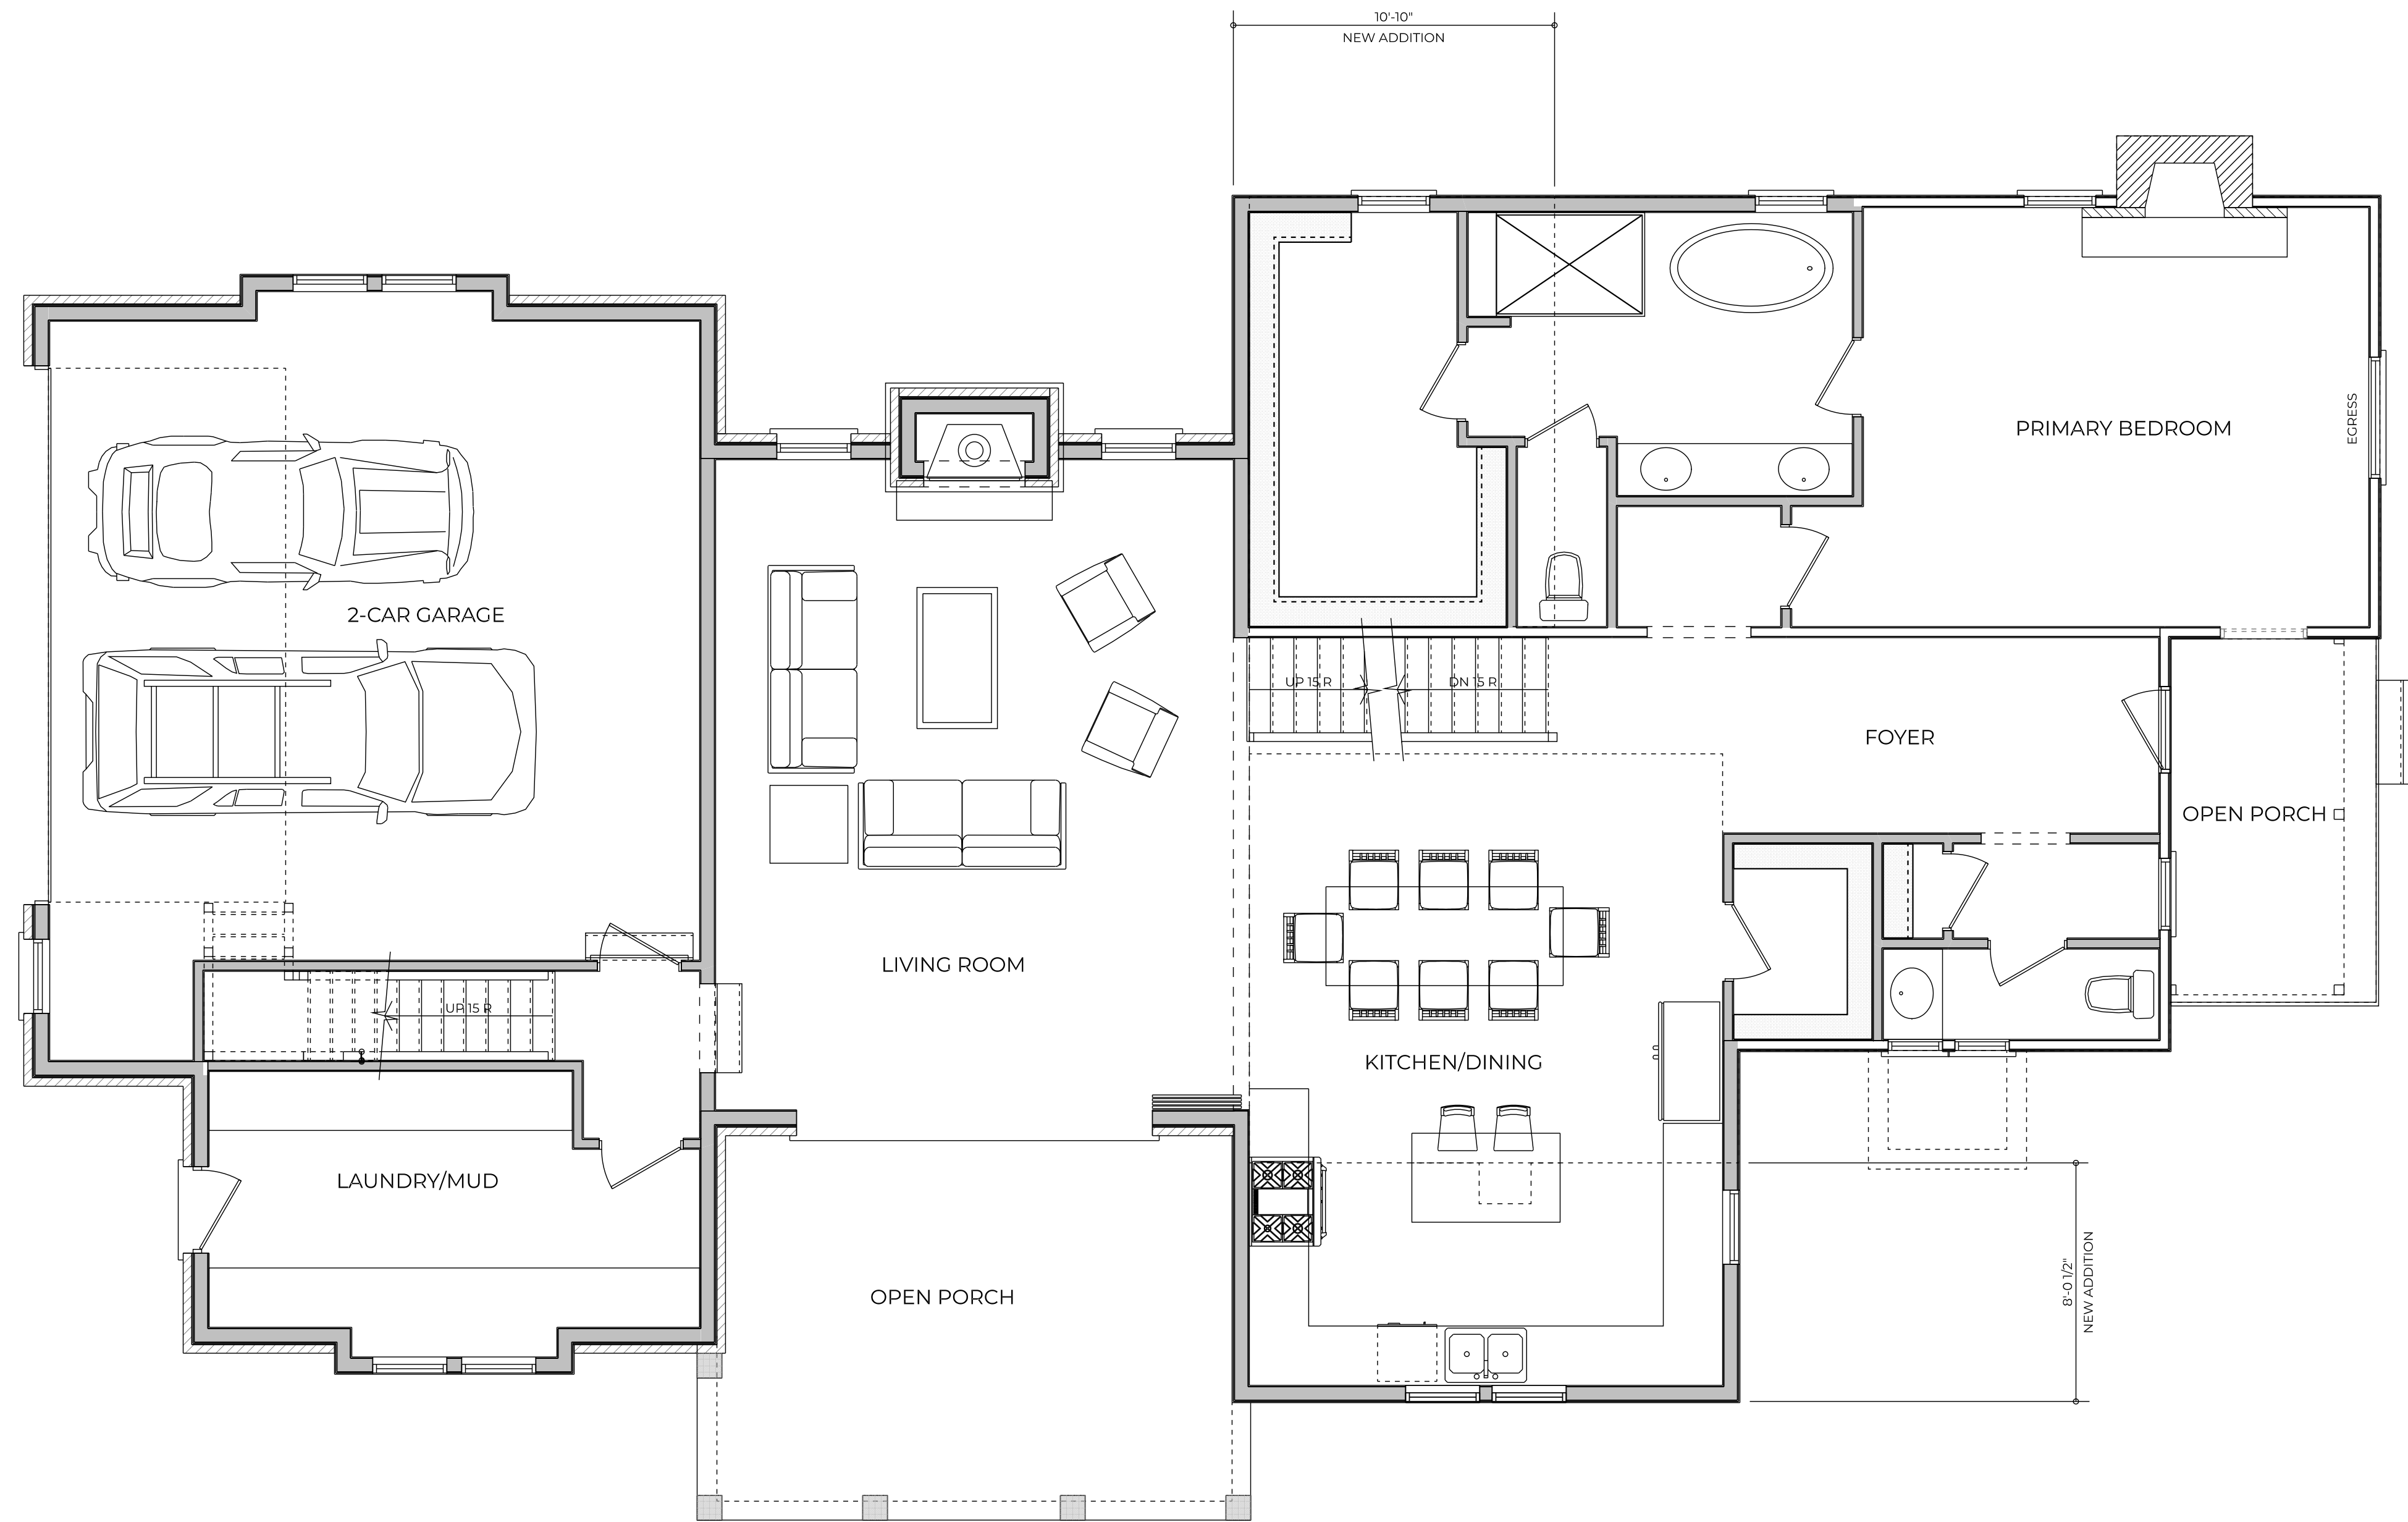 10'-10"
NEW ADDITION
PRIMARY BEDROOM
EGRESS
2-CAR GARAGE
UP 15 R
DN 15 R
FOYER
OPEN PORCH
LIVING ROOM
UP 15 R
KITCHEN/DINING
LAUNDRY/MUD
OPEN PORCH
8'-0 1/2"
NEW ADDITION